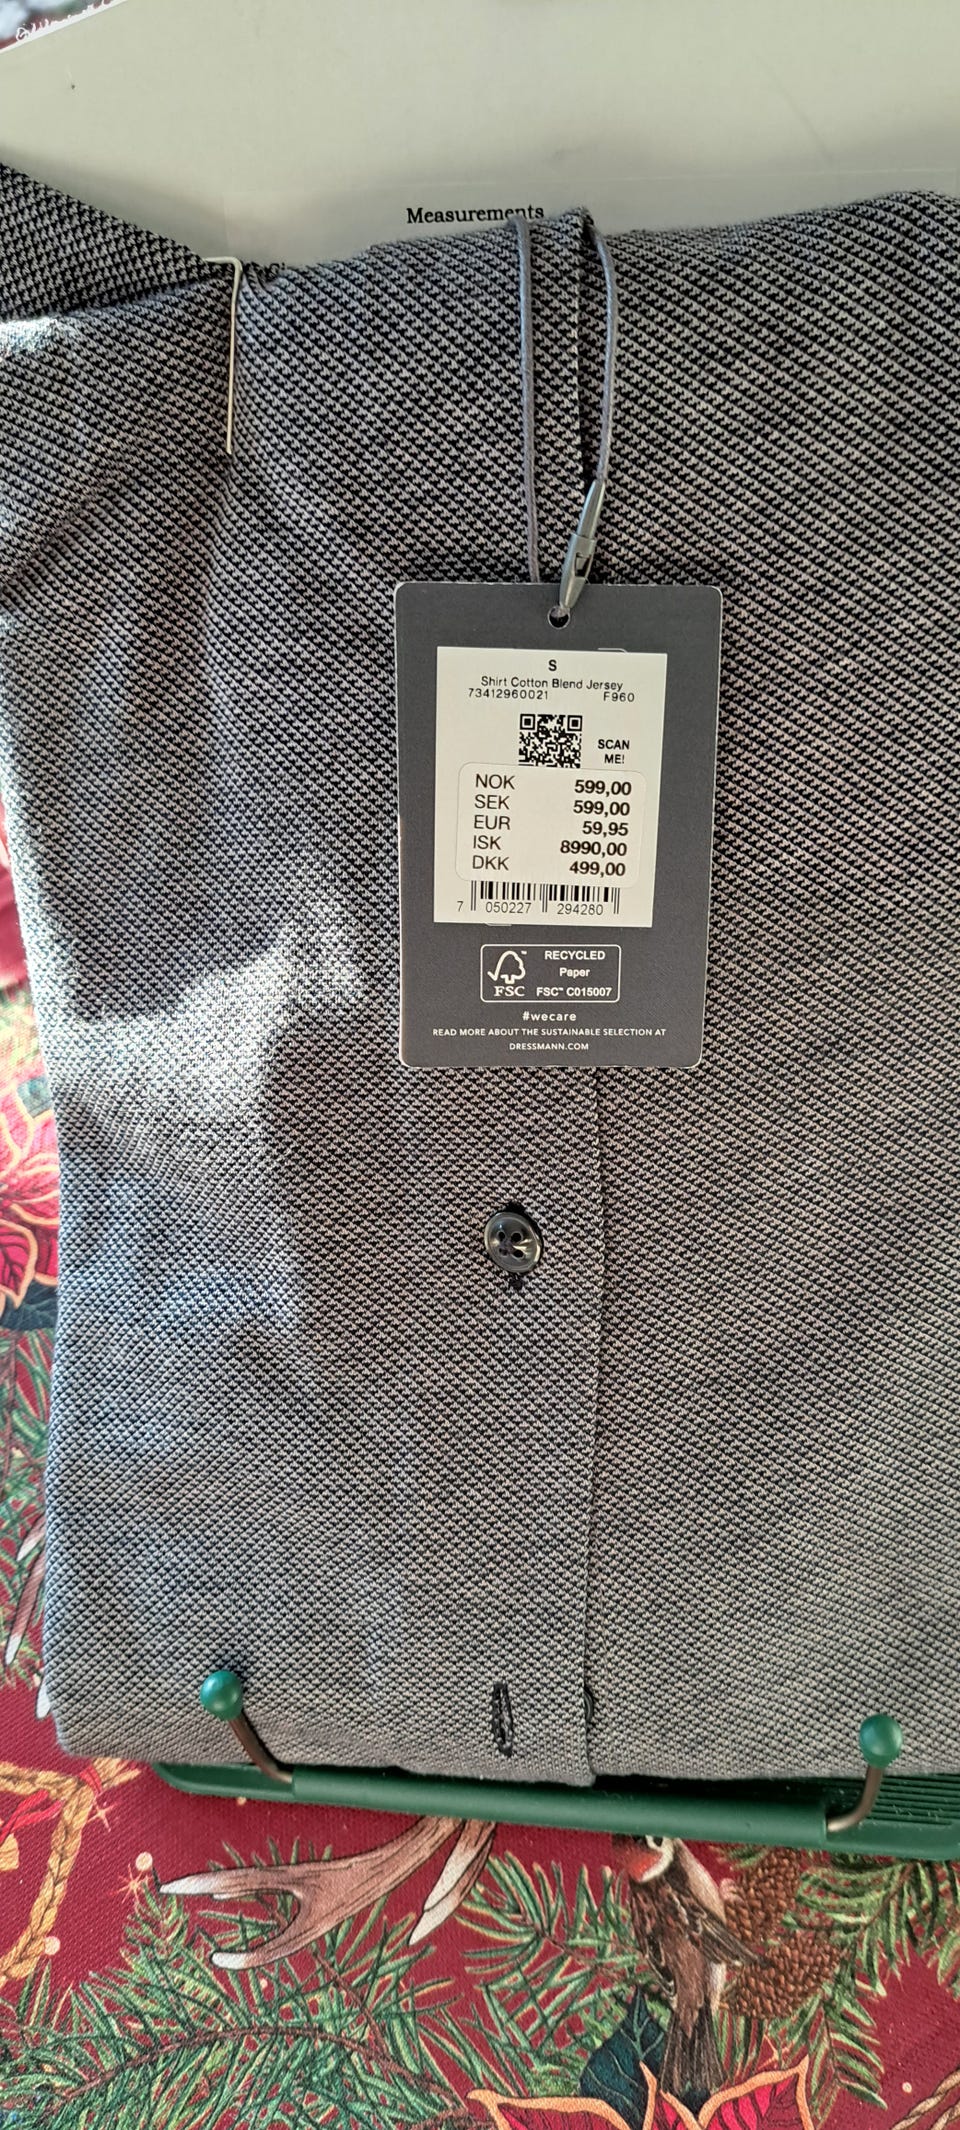 Measurements
S
Shirt Cotton Blend Jersey
73412960021 F960
SCAN
ME!
NOK 599,00
SEK 599,00
EUR 59,95
ISK 8990,00
DKK 499,00
7 050227 294280
RECYCLED
Paper
FSC FSC™ C015007
#wecare
READ MORE ABOUT THE SUSTAINABLE SELECTION AT
DRESSMANN.COM